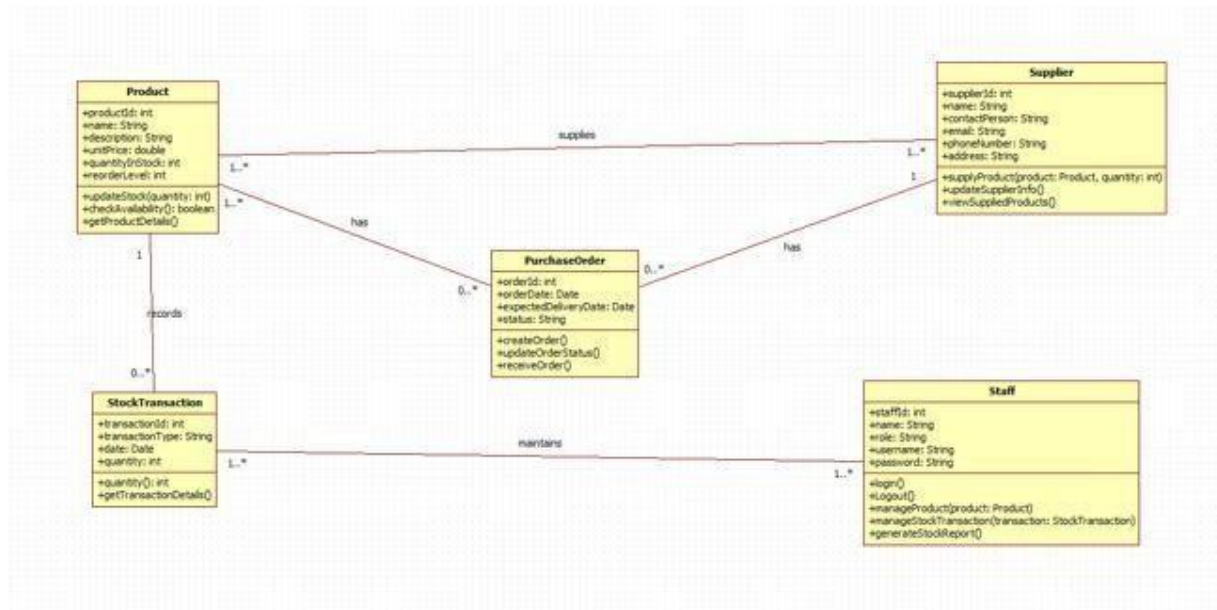 Product
+productId: int
+name: String
+description: String
+unitPrice: double
+quantityInStock: int
+reorderLevel: int
+updateStock(quantity: int)
+checkAvailability(): boolean
+getProductDetails()
supplies
1..*
1..*
Supplier
+supplierId: int
+name: String
+contactPerson: String
+email: String
+phoneNumber: String
+address: String
+supplyProduct(product: Product, quantity: int)
+updateSupplierInfo()
+viewSuppliedProducts()
1..*
has
0..*
1
has
0..*
PurchaseOrder
+orderId: int
+orderDate: Date
+expectedDeliveryDate: Date
+status: String
+createOrder()
+updateOrderStatus()
+receiveOrder()
1
records
0..*
StockTransaction
+transactionId: int
+transactionType: String
+date: Date
+quantity: int
+quantity(): int
+getTransactionDetails()
1..*
maintains
1..*
Staff
+staffId: int
+name: String
+role: String
+username: String
+password: String
+login()
+Logout()
+manageProduct(product: Product)
+manageStockTransaction(transaction: StockTransaction)
+generateStockReport()